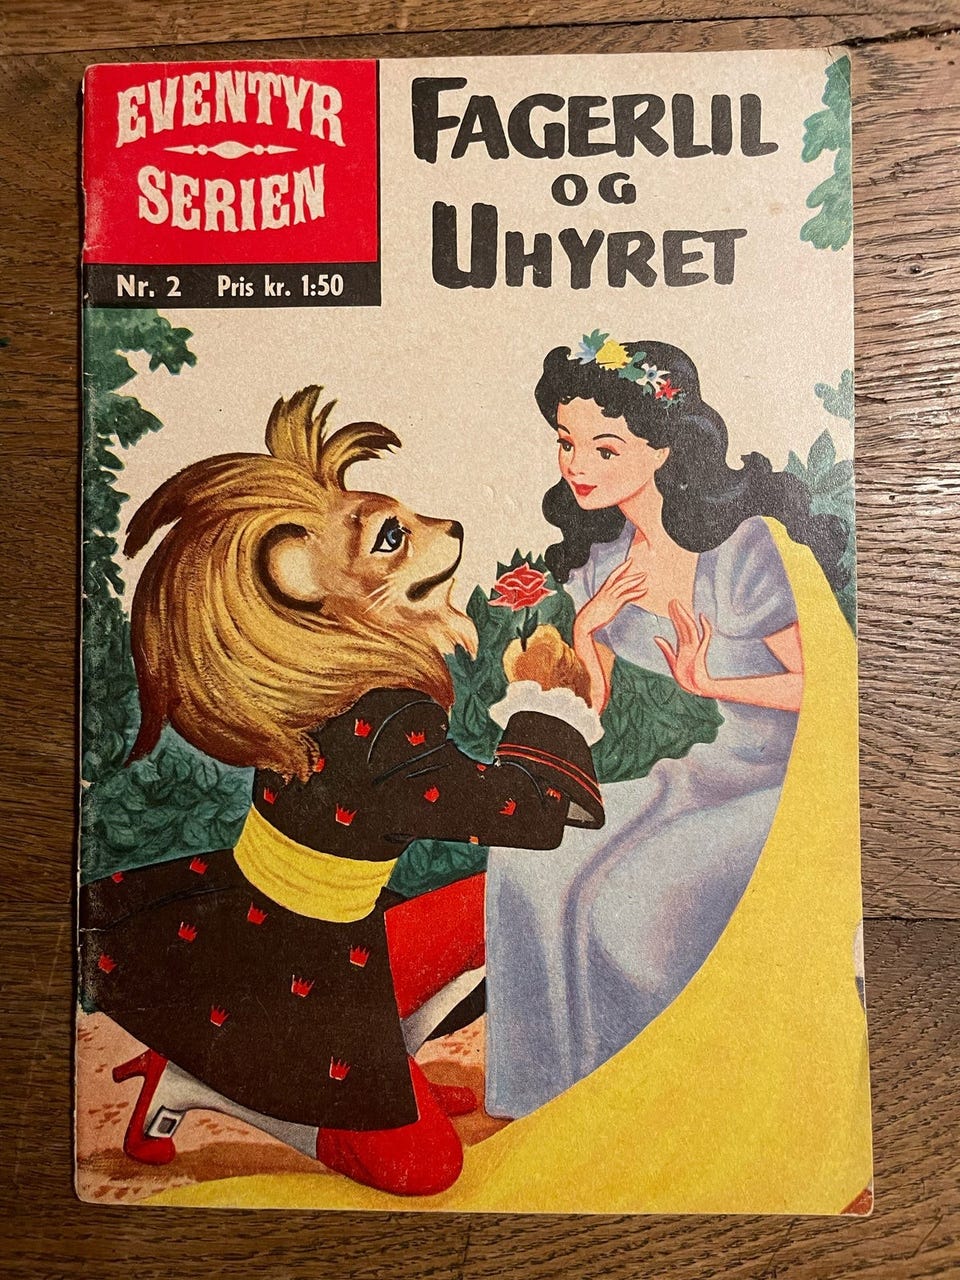 EVENTYR
SERIEN
Nr. 2 Pris kr. 1:50
FAGERLIL
OG
UHYRET